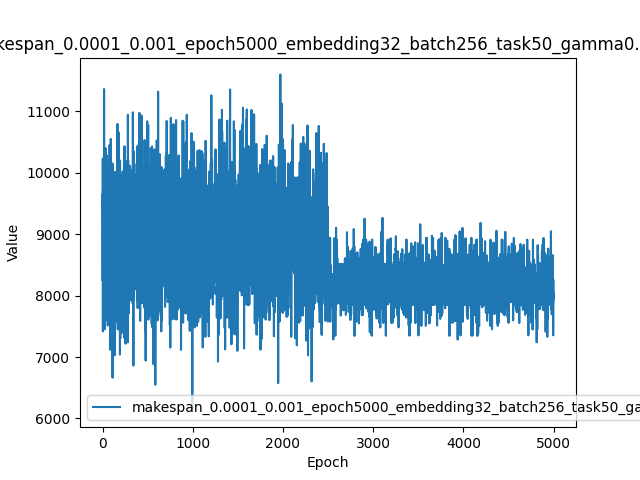 kespan_0.0001_0.001_epoch5000_embedding32_batch256_task50_gamma0.
11000
10000
9000
8000
7000
6000
Value
makespan_0.0001_0.001_epoch5000_embedding32_batch256_task50_ga
0 1000 2000 3000 4000 5000
Epoch